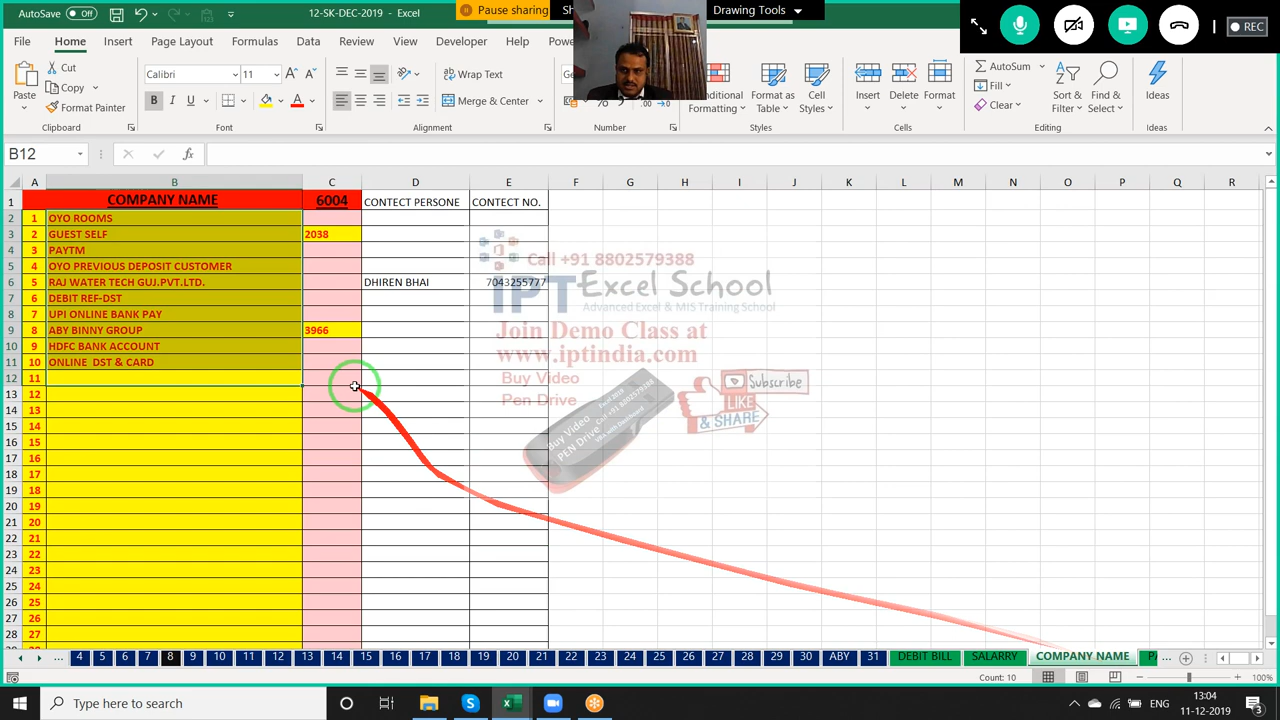 AutoSave Off 12-SK-DEC-2019 - Excel Pause sharing Drawing Tools REC
File Home Insert Page Layout Formulas Data Review View Developer Help
Paste Cut Copy Format Painter Clipboard
Calibri 11 B I U Font
Wrap Text Merge & Center Alignment
Number
Formatting Format as Table Cell Styles Styles
Insert Delete Format Cells
AutoSum Fill Clear Sort & Filter Find & Select Editing
Ideas Ideas
B12 fx
A B C D E F G H I J K L M N O P Q R
1 COMPANY NAME 6004 CONTECT PERSONE CONTECT NO.
2 1 OYO ROOMS
3 2 GUEST SELF 2038
4 3 PAYTM
5 4 OYO PREVIOUS DEPOSIT CUSTOMER
6 5 RAJ WATER TECH GUJ.PVT.LTD. DHIREN BHAI 7043255777
7 6 DEBIT REF-DST
8 7 UPI ONLINE BANK PAY
9 8 ABY BINNY GROUP 3966
10 9 HDFC BANK ACCOUNT
11 10 ONLINE DST & CARD
12 11
13 12
14 13
15 14
16 15
17 16
18 17
19 18
20 19
21 20
22 21
23 22
24 23
25 24
26 25
27 26
28 27
Call +91 8802579388
IPT Excel School
Advanced Excel & MIS Training School
Join Demo Class at
www.iptindia.com
Buy Video
Pen Drive
Subscribe
LIKE
& SHARE
Buy Video
PEN Drive
... 4 5 6 7 8 9 10 11 12 13 14 15 16 17 18 19 20 21 22 23 24 25 26 27 28 29 30 ABY 31 DEBIT BILL SALARRY COMPANY NAME ...
Count: 10 100%
Type here to search ENG 13:04
11-12-2019 3